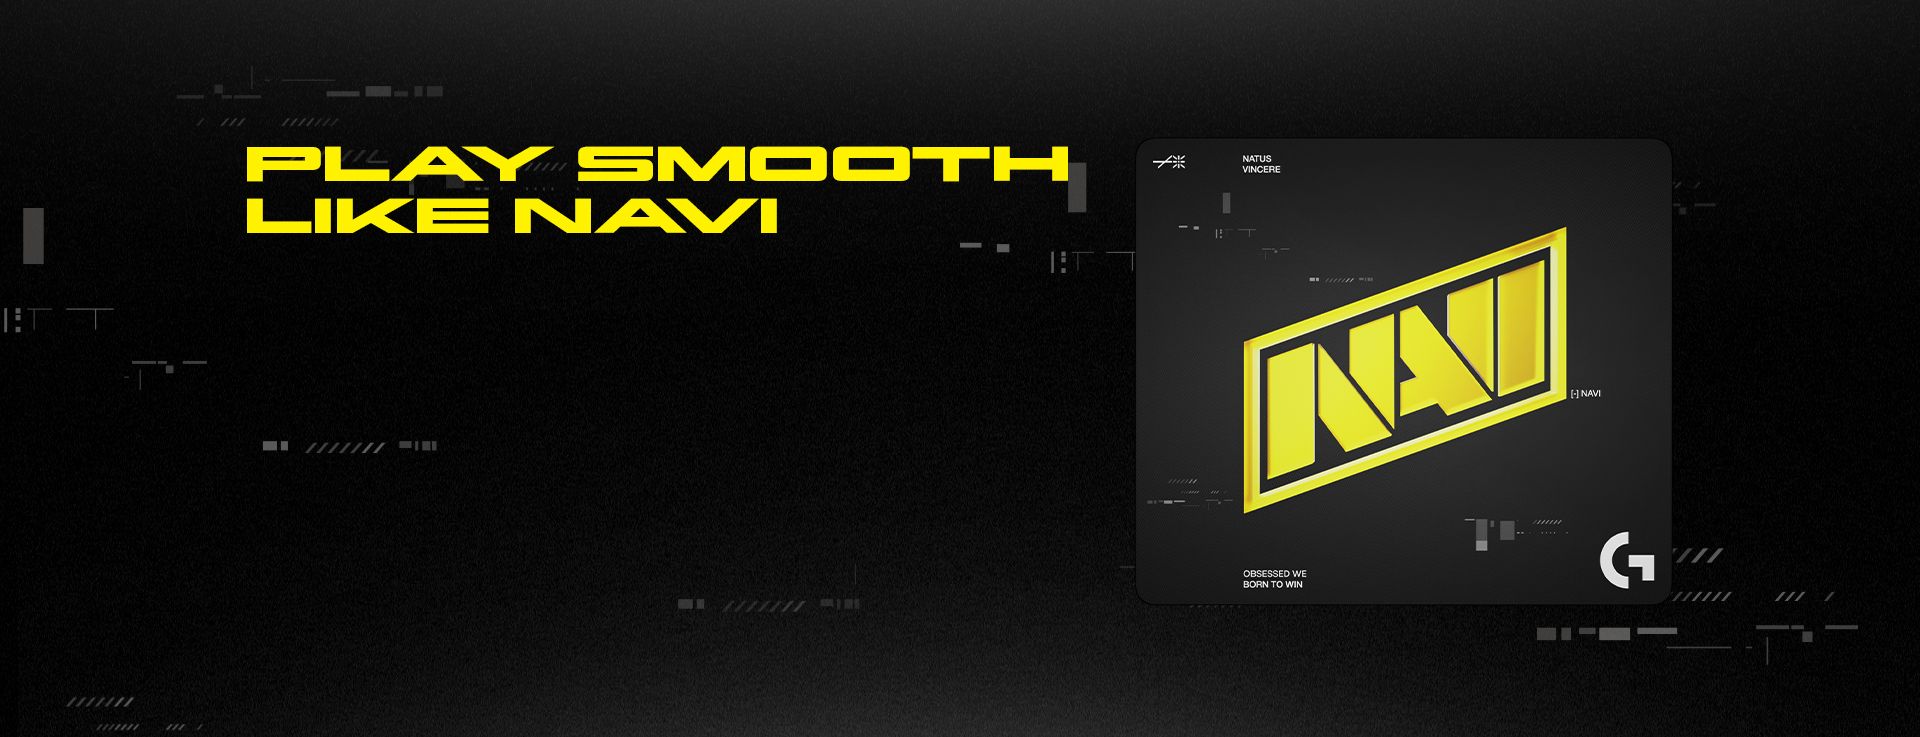 PLAY SMOOTH
LIKE NAVI
NATUS
VINCERE
NAVI
[-] NAVI
OBSESSED WE
BORN TO WIN
G